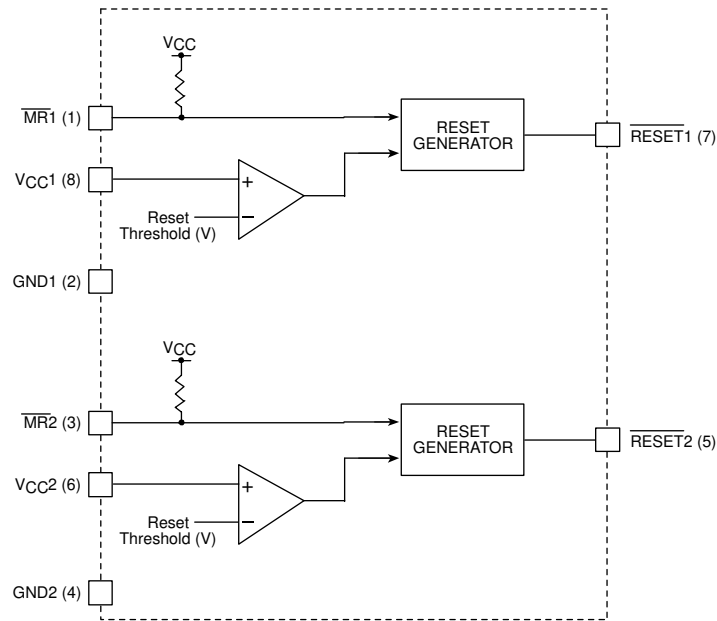 VCC
MR1 (1)
RESET
GENERATOR
RESET1 (7)
VCC1 (8)
+
Reset
Threshold (V)
−
GND1 (2)
VCC
MR2 (3)
RESET
GENERATOR
RESET2 (5)
VCC2 (6)
+
Reset
Threshold (V)
−
GND2 (4)